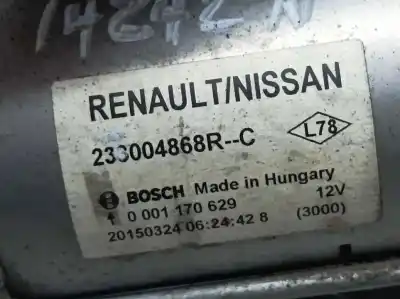 14242N
RENAULT/NISSAN
233004868R--C
L78
BOSCH Made in Hungary
0 001 170 629 12V
20150324 06:24:42 8 (3000)